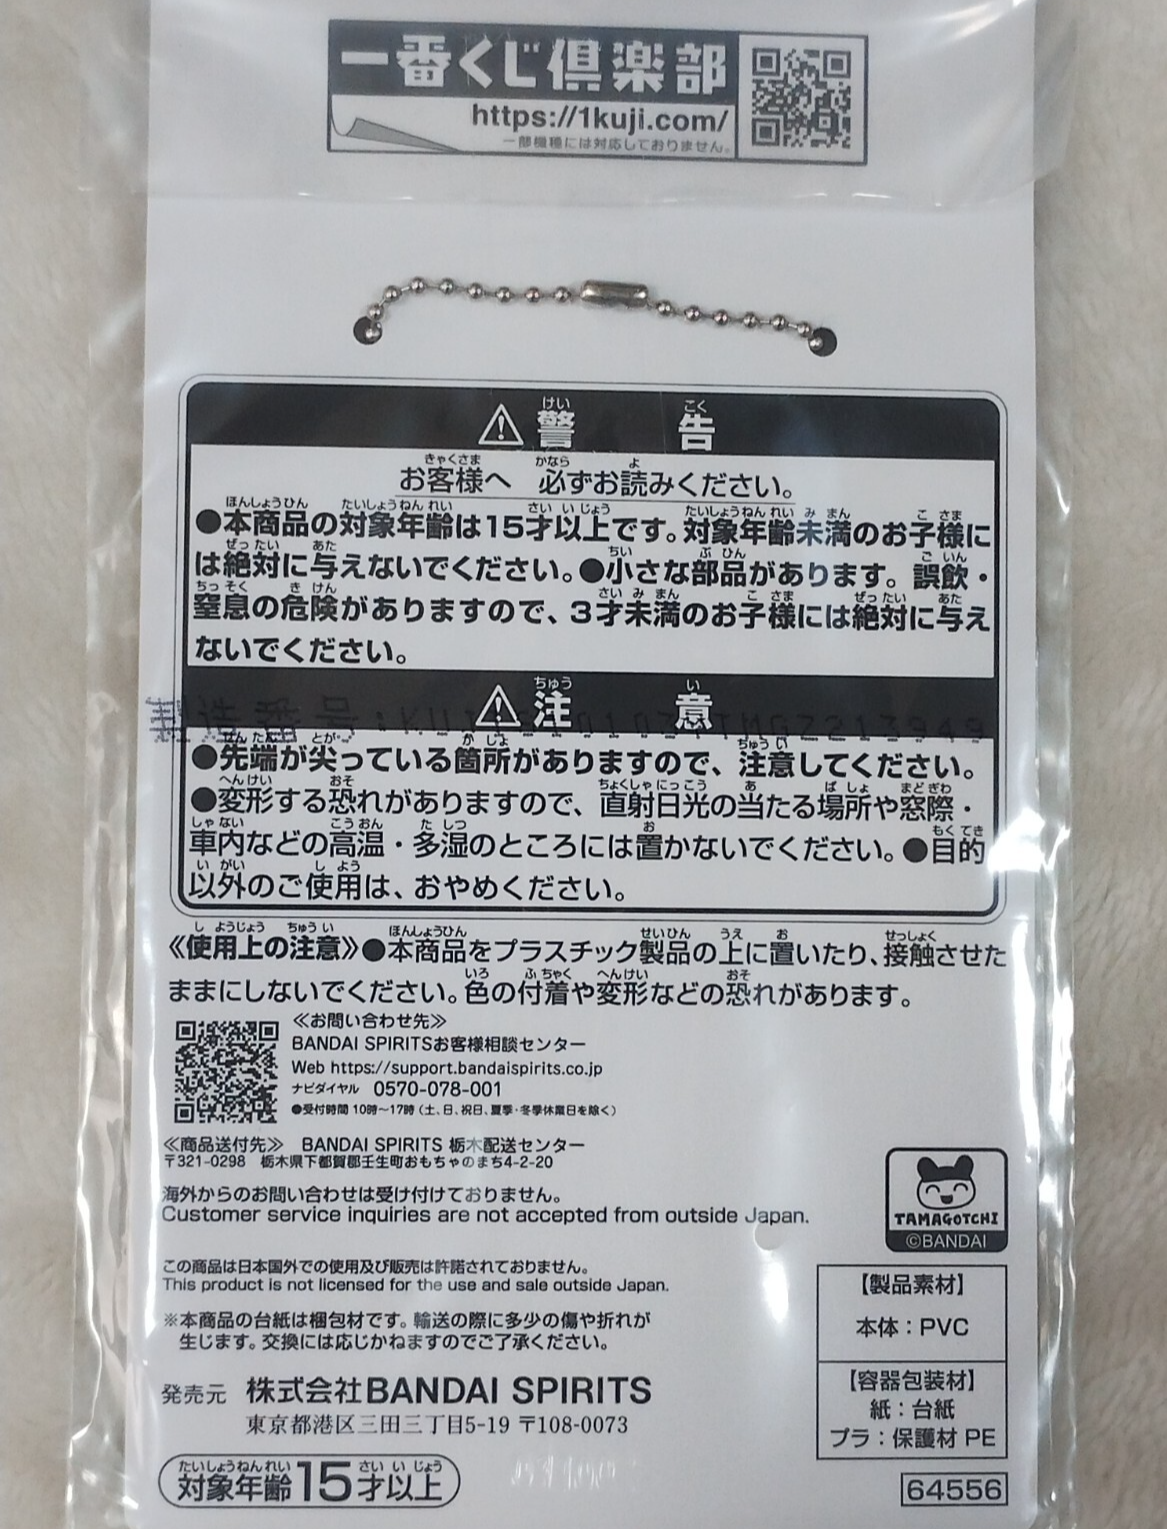 一番くじ倶楽部
https://1kuji.com/
一部機種には対応しておりません。
⚠警告
お客様へ 必ずお読みください。
●本商品の対象年齢は15才以上です。対象年齢未満のお子様に
は絶対に与えないでください。●小さな部品があります。誤飲・
窒息の危険がありますので、3才未満のお子様には絶対に与え
ないでください。
⚠注意
製造番号:
●先端が尖っている箇所がありますので、注意してください。
●変形する恐れがありますので、直射日光の当たる場所や窓際・
車内などの高温・多湿のところには置かないでください。●目的
以外のご使用は、おやめください。
《使用上の注意》●本商品をプラスチック製品の上に置いたり、接触させた
ままにしないでください。色の付着や変形などの恐れがあります。
≪お問い合わせ先≫
BANDAI SPIRITSお客様相談センター
Web https://support.bandaispirits.co.jp
ナビダイヤル 0570-078-001
●受付時間 10時〜17時（土、日、祝日、夏季・冬季休業日を除く）
≪商品送付先≫ BANDAI SPIRITS 栃木配送センター
〒321-0298 栃木県下都賀郡壬生町おもちゃのまち4-2-20
海外からのお問い合わせは受け付けておりません。
Customer service inquiries are not accepted from outside Japan.
TAMAGOTCHI
©BANDAI
この商品は日本国外での使用及び販売は許諾されておりません。
This product is not licensed for the use and sale outside Japan.
※本商品の台紙は梱包材です。輸送の際に多少の傷や折れが
生じます。交換には応じかねますのでご了承ください。
【製品素材】
本体：PVC
【容器包装材】
紙：台紙
プラ：保護材 PE
発売元 株式会社BANDAI SPIRITS
東京都港区三田三丁目5-19 〒108-0073
対象年齢15才以上
64556